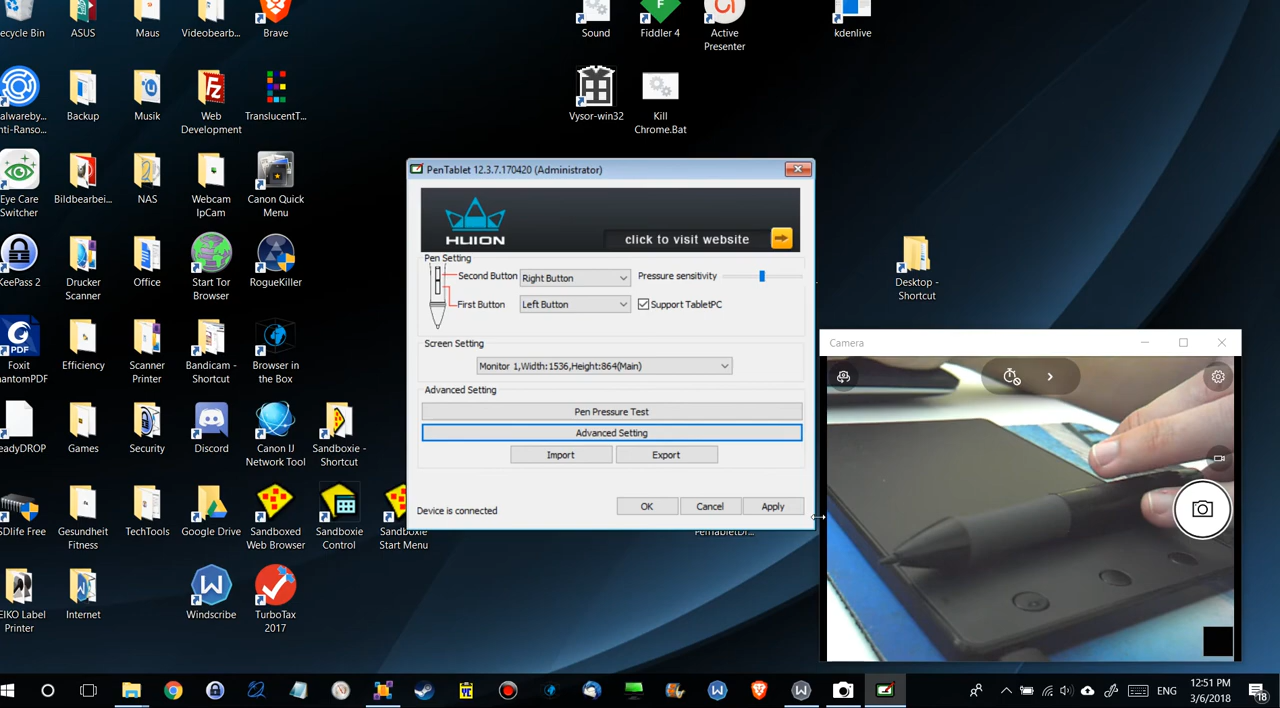 ecycle Bin
ASUS
Maus
Videobearb...
Brave
Sound
Fiddler 4
Active
Presenter
kdenlive
alwareby...
nti-Ranso...
Backup
Musik
Web
Development
TranslucentT...
Vysor-win32
Kill
Chrome.Bat
Eye Care
Switcher
Bildbearbei...
NAS
Webcam
IpCam
Canon Quick
Menu
KeePass 2
Drucker
Scanner
Office
Start Tor
Browser
RogueKiller
Desktop -
Shortcut
PDF
Foxit
hantomPDF
Efficiency
Scanner
Printer
Bandicam -
Shortcut
Browser in
the Box
eadyDROP
Games
Security
Discord
Canon IJ
Network Tool
Sandboxie -
Shortcut
SDlife Free
Gesundheit
Fitness
TechTools
Google Drive
Sandboxed
Web Browser
Sandboxie
Control
Sandboxie
Start Menu
EIKO Label
Printer
Internet
Windscribe
TurboTax
2017
PenTablet 12.3.7.170420 (Administrator)
HUION
click to visit website
Pen Setting
Second Button
Right Button
Pressure sensitivity
First Button
Left Button
Support TabletPC
Screen Setting
Monitor 1,Width:1536,Height:864(Main)
Advanced Setting
Pen Pressure Test
Advanced Setting
Import
Export
Device is connected
OK
Cancel
Apply
Camera
ENG
12:51 PM
3/6/2018
18